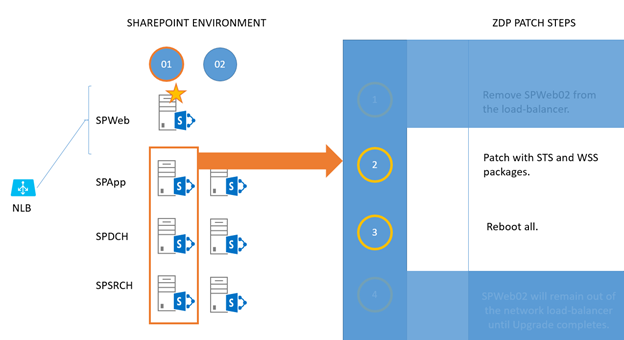 SHAREPOINT ENVIRONMENT
ZDP PATCH STEPS
01
02
SPWeb
SPApp
SPDCH
SPSRCH
NLB
1
Remove SPWeb02 from
the load-balancer.
2
Patch with STS and WSS
packages.
3
Reboot all.
4
SPWeb02 will remain out of
the network load-balancer
until Upgrade completes.